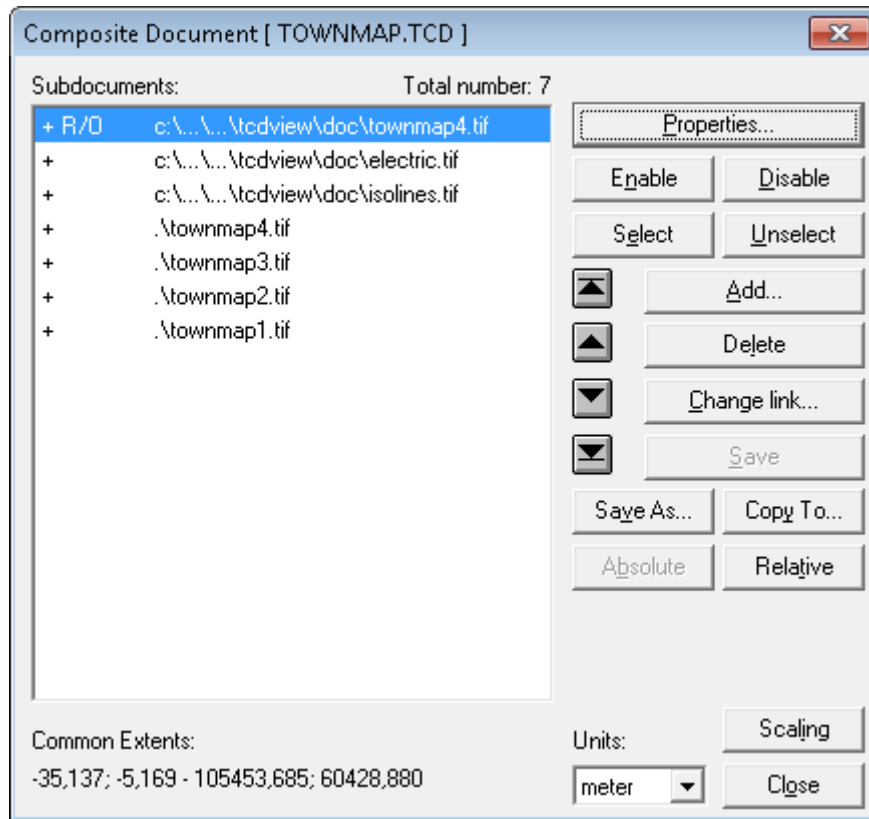 Composite Document [ TOWNMAP.TCD ]
Subdocuments: Total number: 7
+ R/O c:\...\...\tcdview\doc\townmap4.tif
+ c:\...\...\tcdview\doc\electric.tif
+ c:\...\...\tcdview\doc\isolines.tif
+ .\townmap4.tif
+ .\townmap3.tif
+ .\townmap2.tif
+ .\townmap1.tif
Properties...
Enable Disable
Select Unselect
Add...
Delete
Change link...
Save
Save As... Copy To...
Absolute Relative
Common Extents:
-35,137; -5,169 - 105453,685; 60428,880
Units:
meter
Scaling
Close